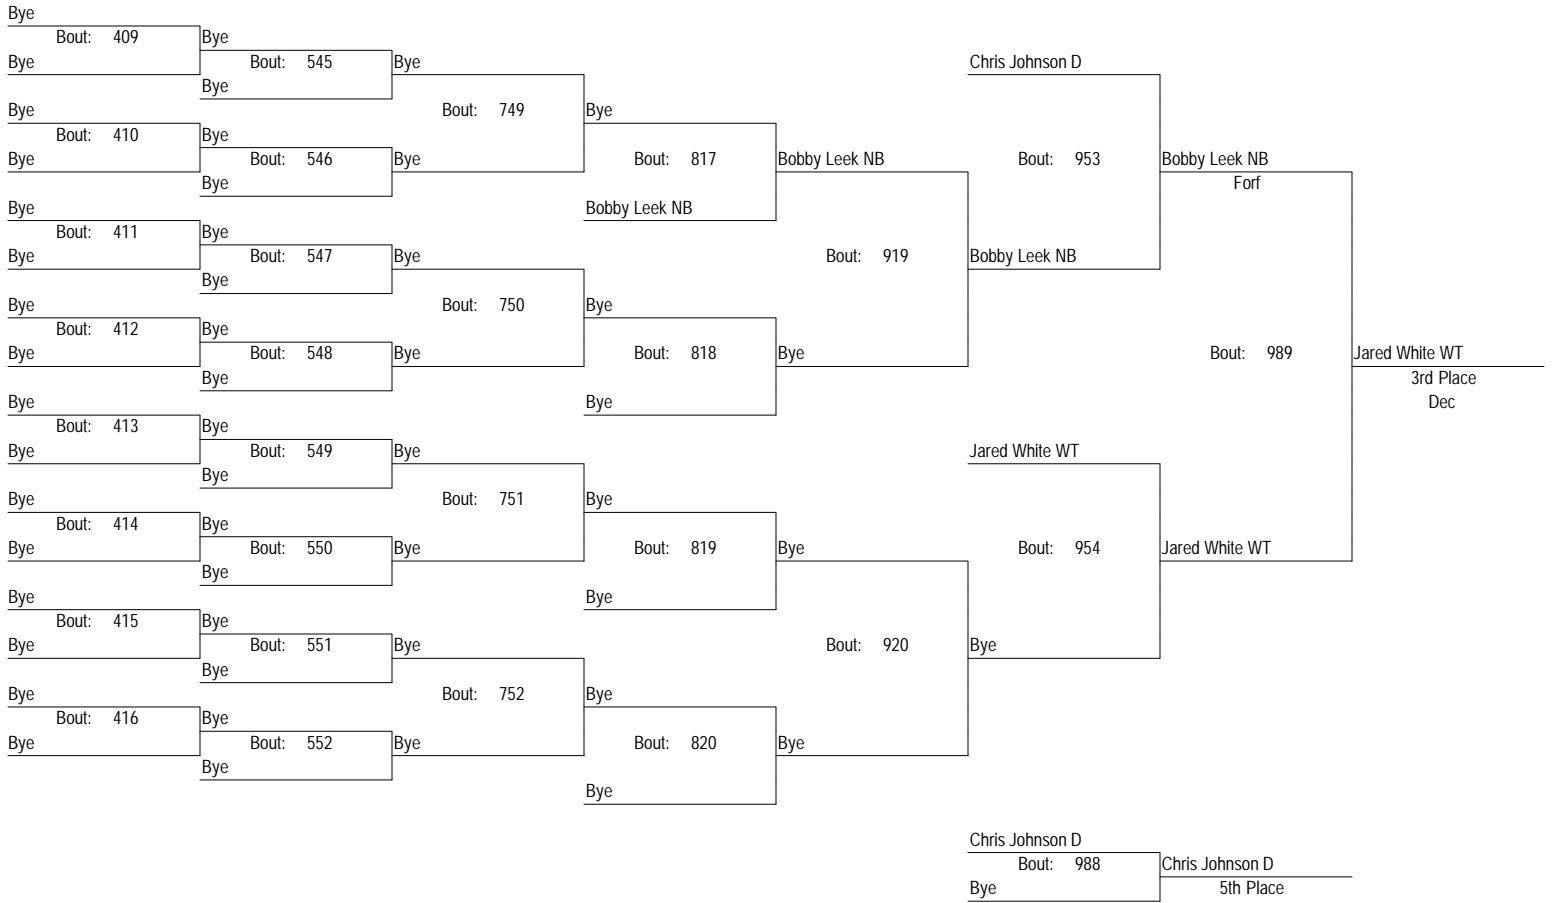 Bye
Bout: 409 Bye
Bye Bout: 545 Bye Chris Johnson D
Bye
Bye Bout: 749 Bye
Bout: 410 Bye
Bye Bout: 546 Bye Bout: 817 Bobby Leek NB Bout: 953 Bobby Leek NB
Bye Forf
Bye Bobby Leek NB
Bout: 411 Bye
Bye Bout: 547 Bye Bout: 919 Bobby Leek NB
Bye
Bye Bout: 750 Bye
Bout: 412 Bye
Bye Bout: 548 Bye Bout: 818 Bye Bout: 989 Jared White WT
Bye 3rd Place
Bye Bye Dec
Bout: 413 Bye
Bye Bout: 549 Bye Jared White WT
Bye
Bye Bout: 751 Bye
Bout: 414 Bye
Bye Bout: 550 Bye Bout: 819 Bye Bout: 954 Jared White WT
Bye
Bye Bye
Bout: 415 Bye
Bye Bout: 551 Bye Bout: 920 Bye
Bye
Bye Bout: 752 Bye
Bout: 416 Bye
Bye Bout: 552 Bye Bout: 820 Bye
Bye
Bye
Chris Johnson D
Bout: 988 Chris Johnson D
Bye 5th Place